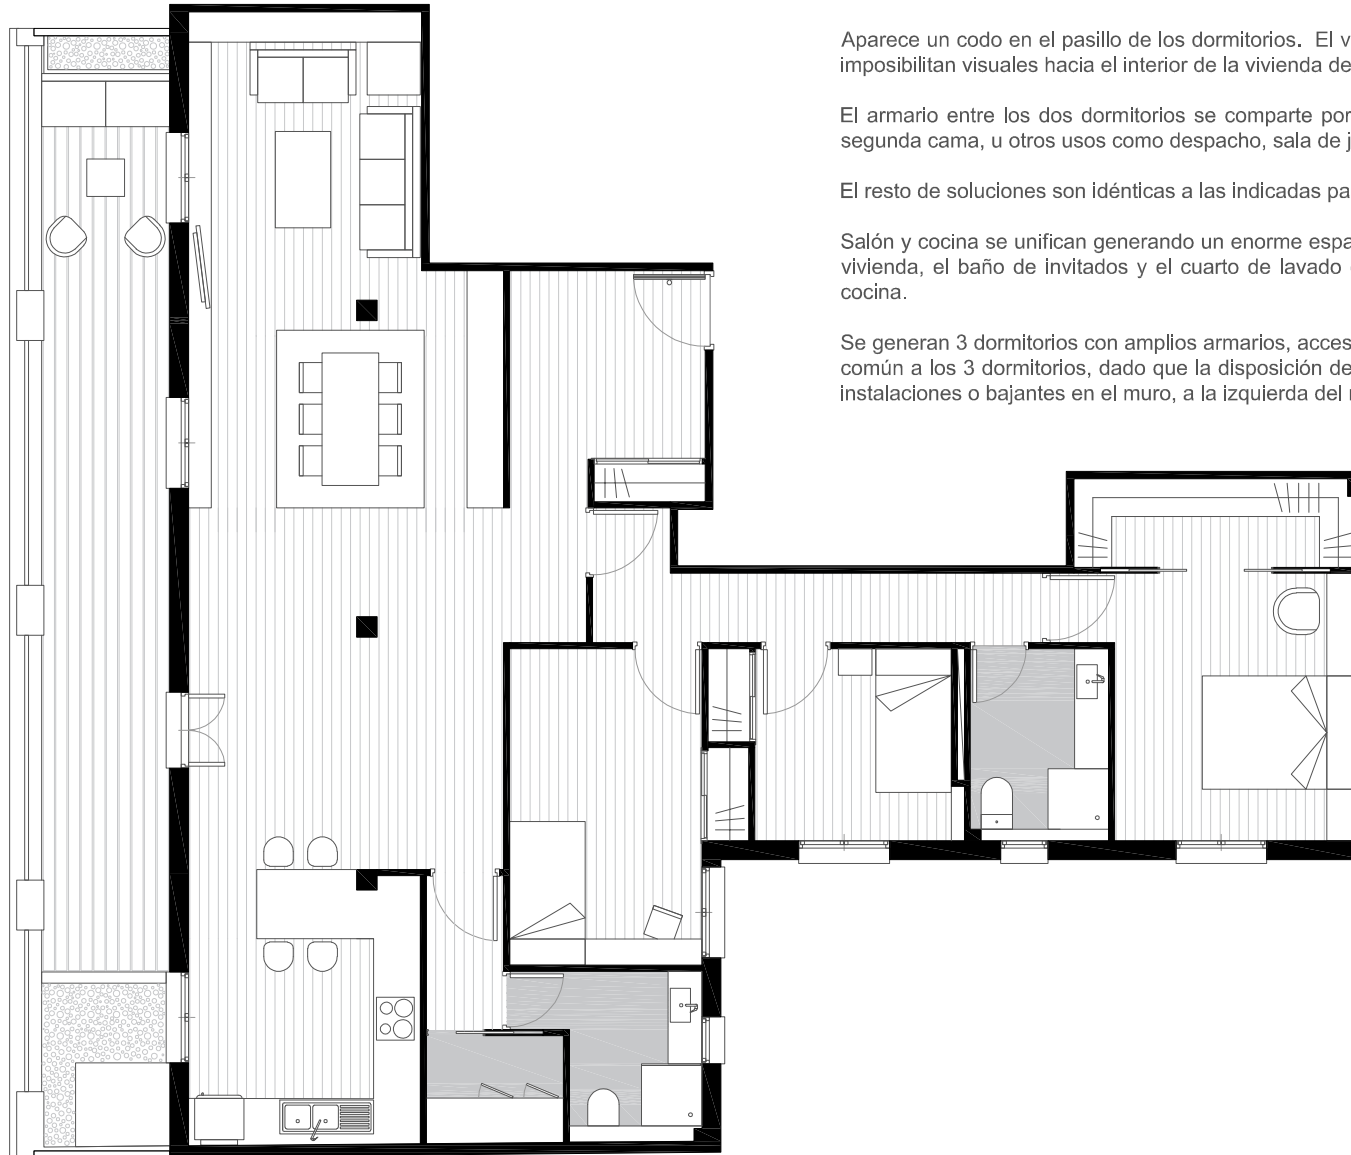 Aparece un codo en el pasillo de los dormitorios. El v
imposibilitan visuales hacia el interior de la vivienda de
El armario entre los dos dormitorios se comparte por
segunda cama, u otros usos como despacho, sala de j
El resto de soluciones son idénticas a las indicadas pa
Salón y cocina se unifican generando un enorme espa
vivienda, el baño de invitados y el cuarto de lavado
cocina.
Se generan 3 dormitorios con amplios armarios, acces
común a los 3 dormitorios, dado que la disposición de
instalaciones o bajantes en el muro, a la izquierda del